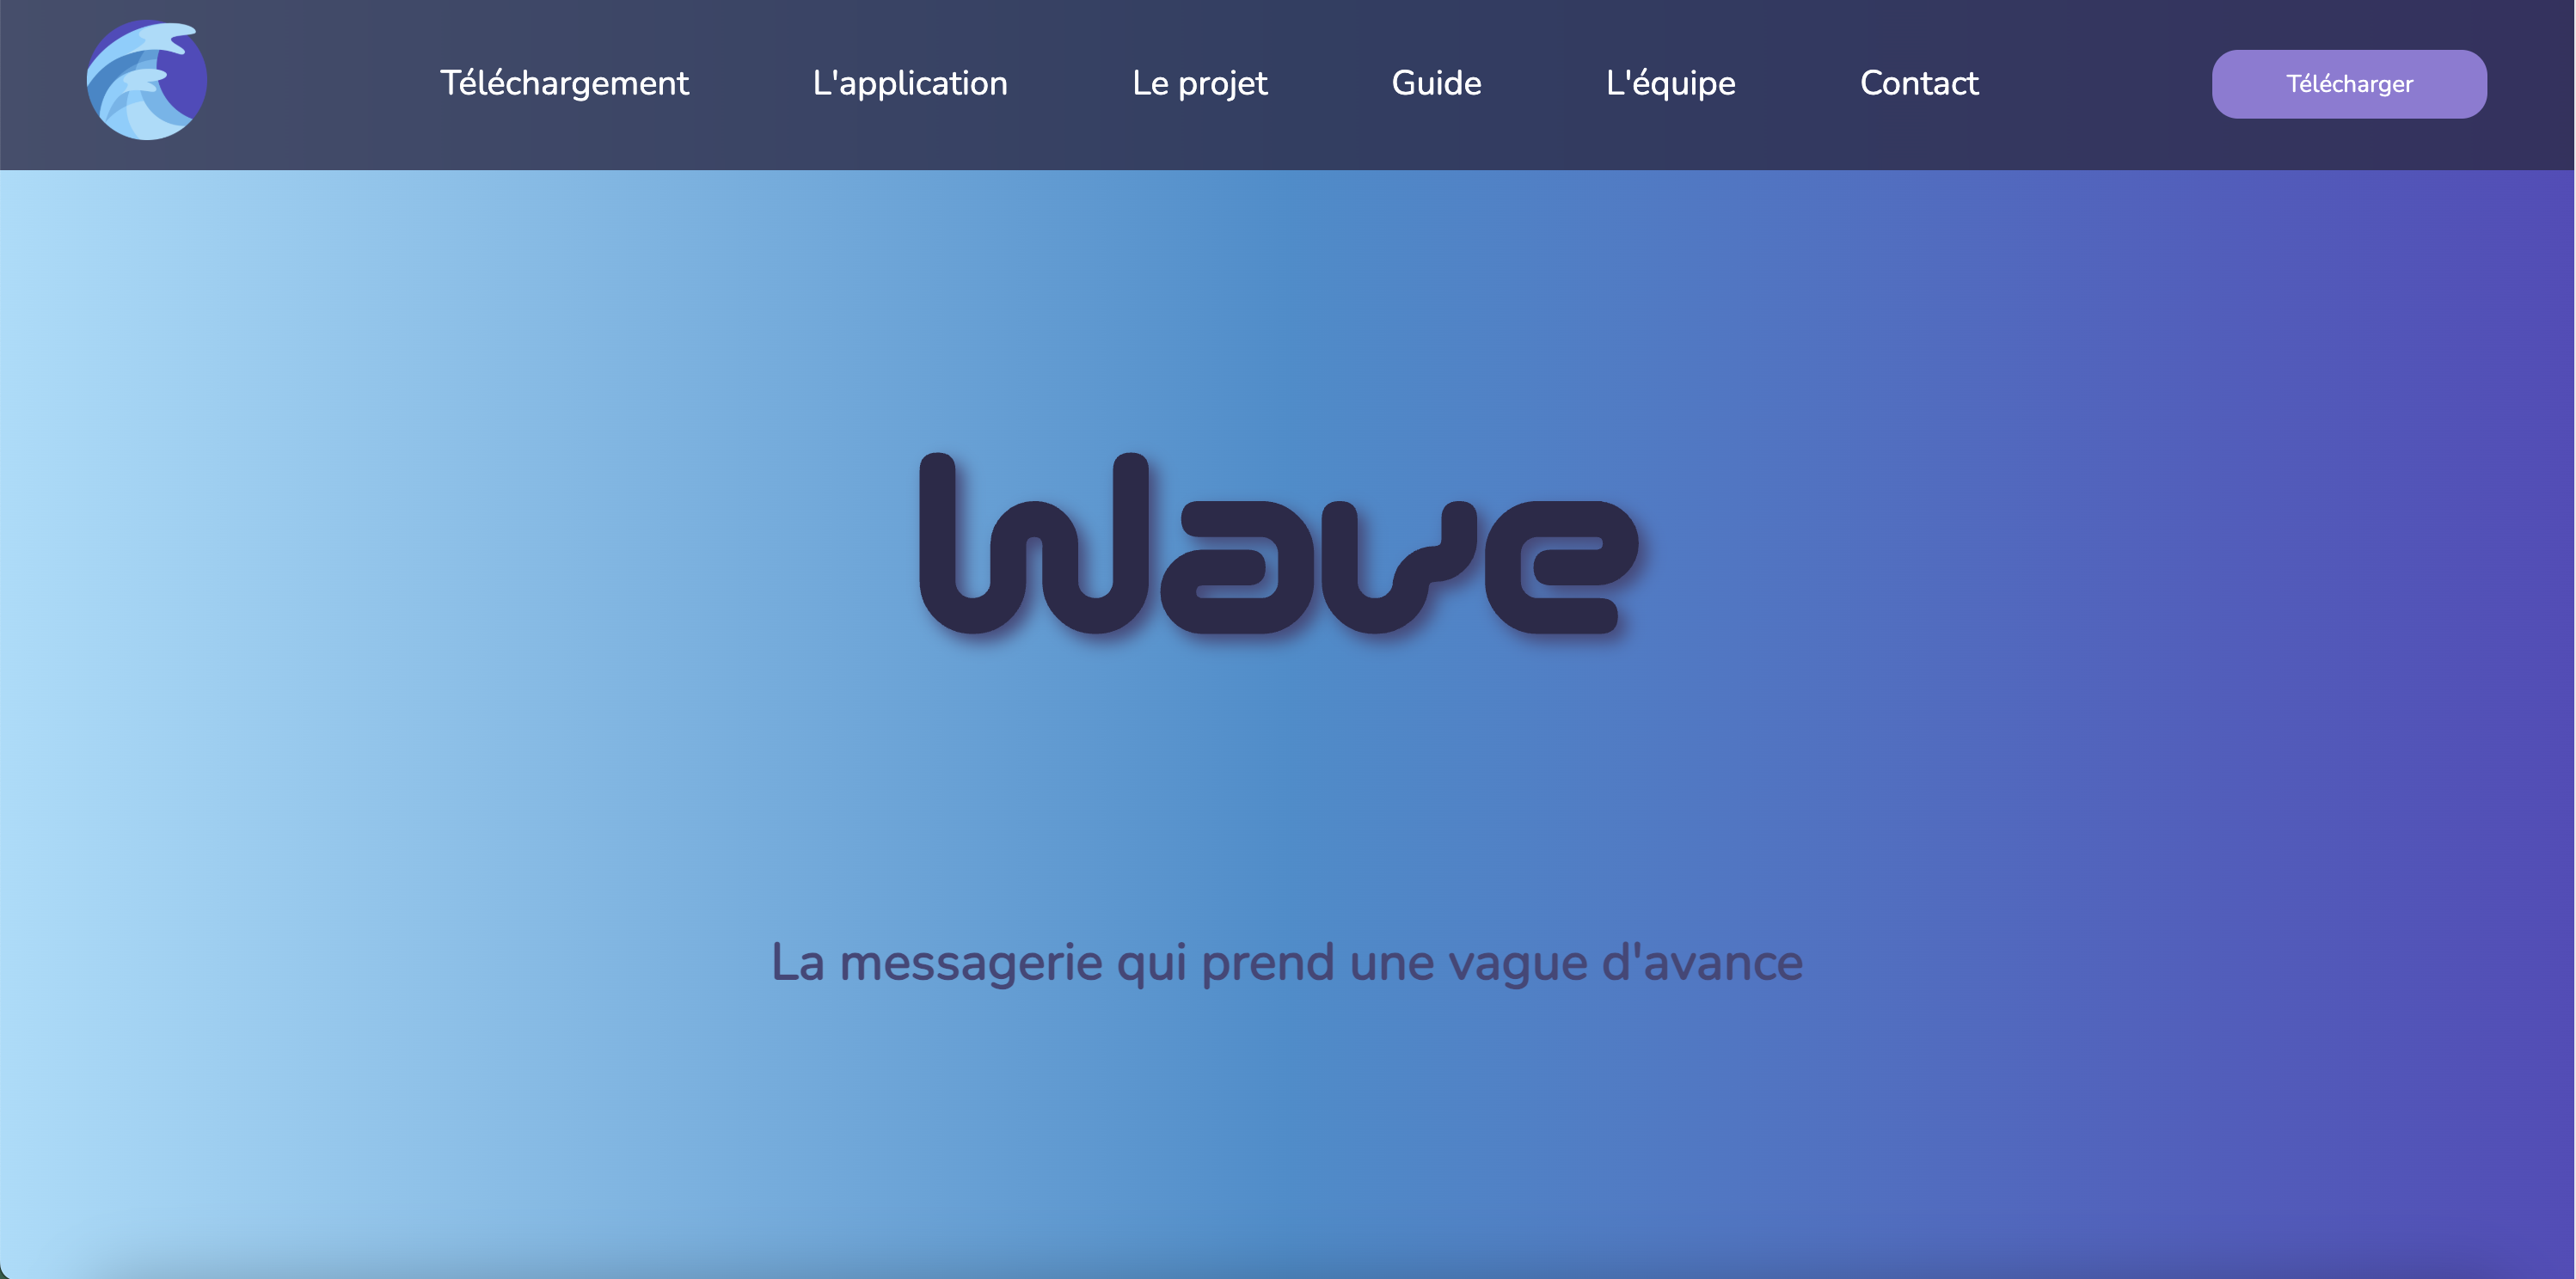 Téléchargement
L'application
Le projet
Guide
L'équipe
Contact
Télécharger
Wave
La messagerie qui prend une vague d'avance